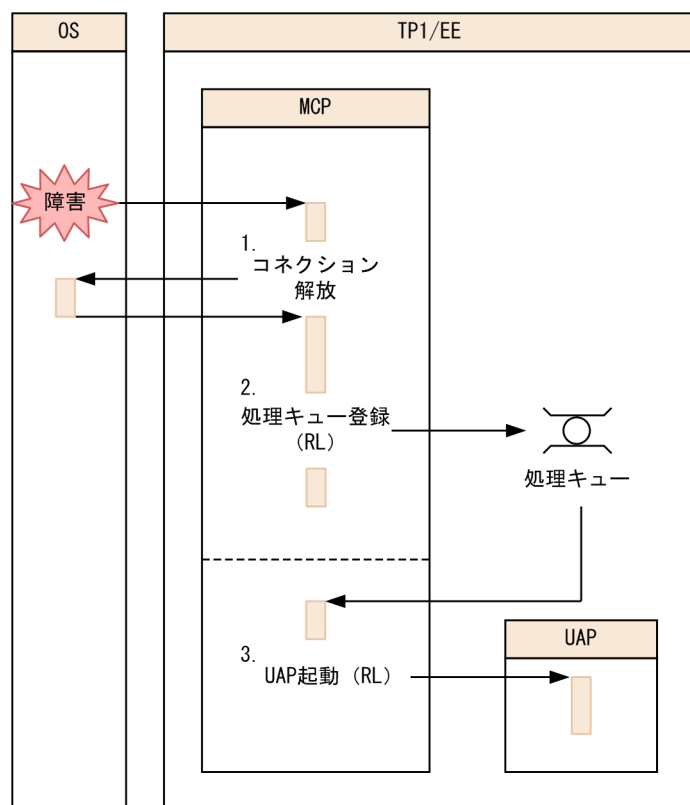 OS
TP1/EE
MCP
障害
1.
コネクション
解放
2.
処理キュー登録
(RL)
処理キュー
3.
UAP起動 (RL)
UAP